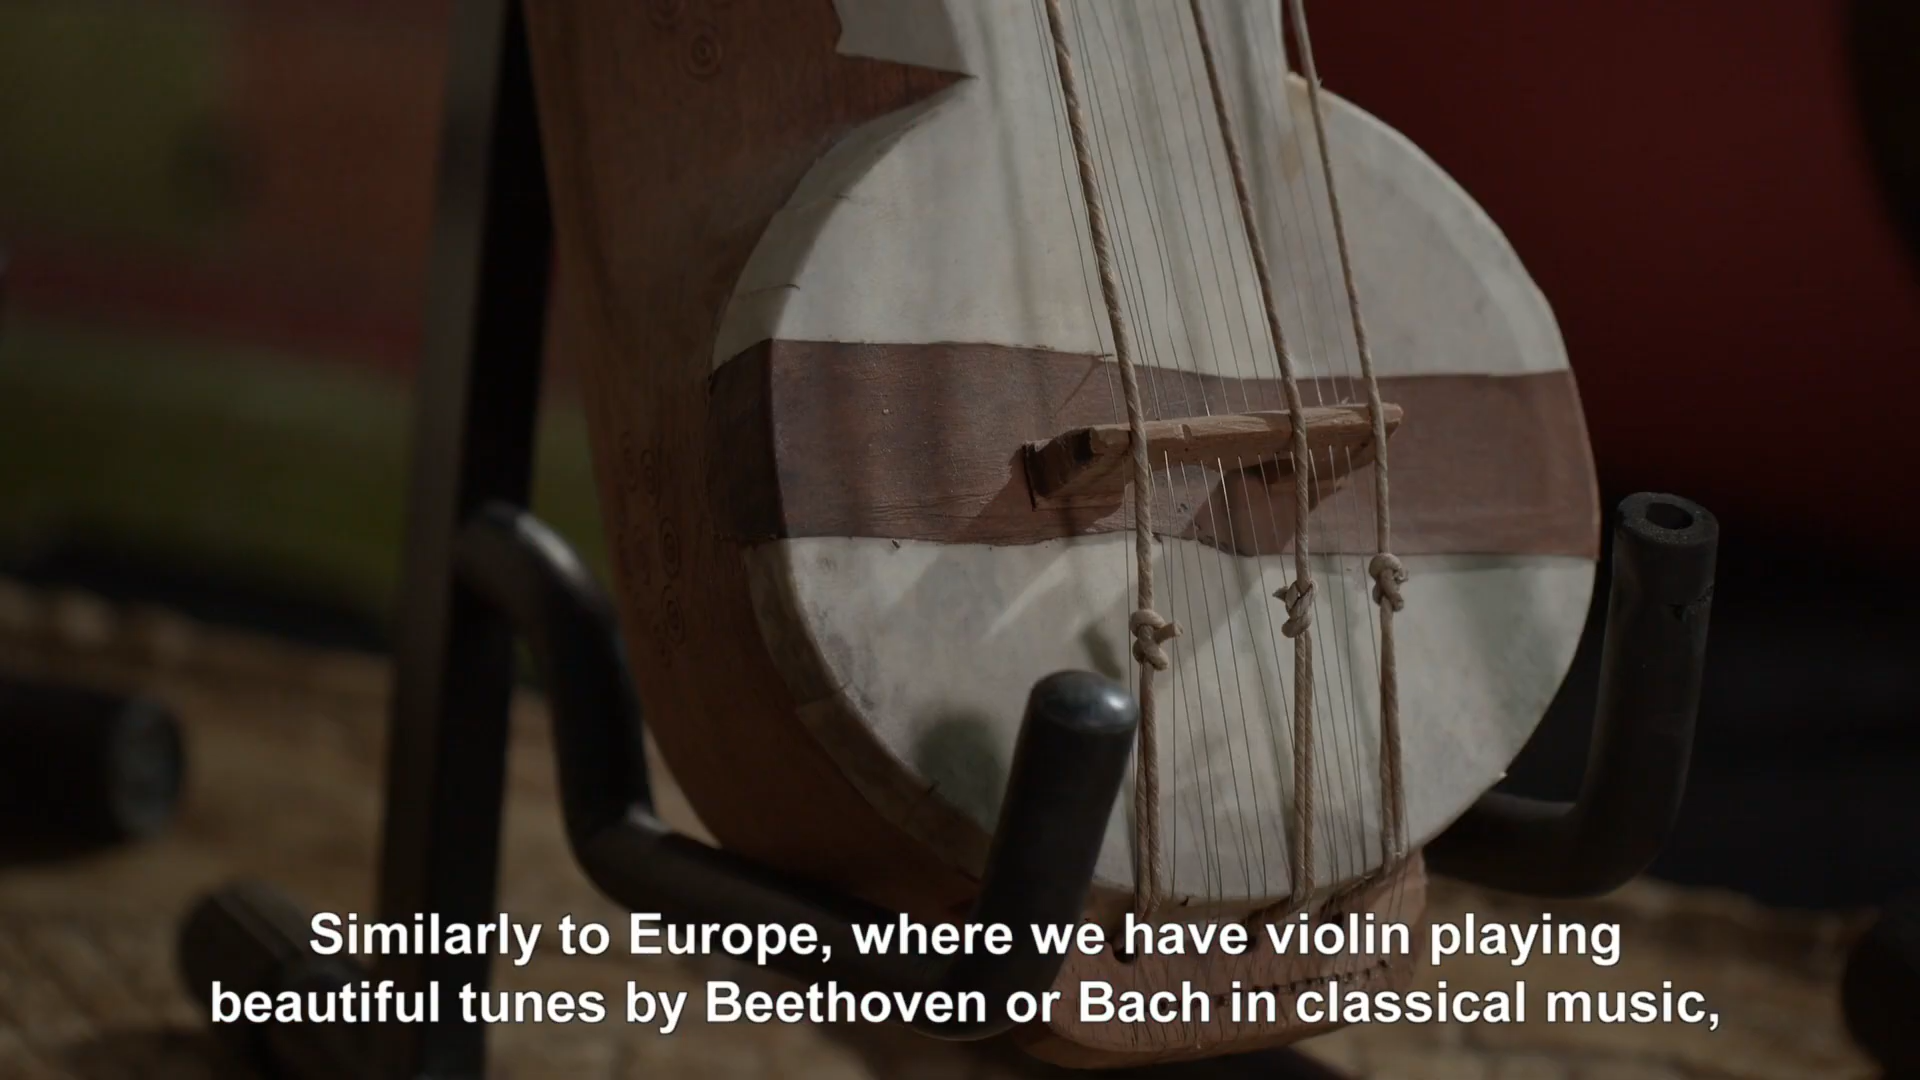 Similarly to Europe, where we have violin playing
beautiful tunes by Beethoven or Bach in classical music,